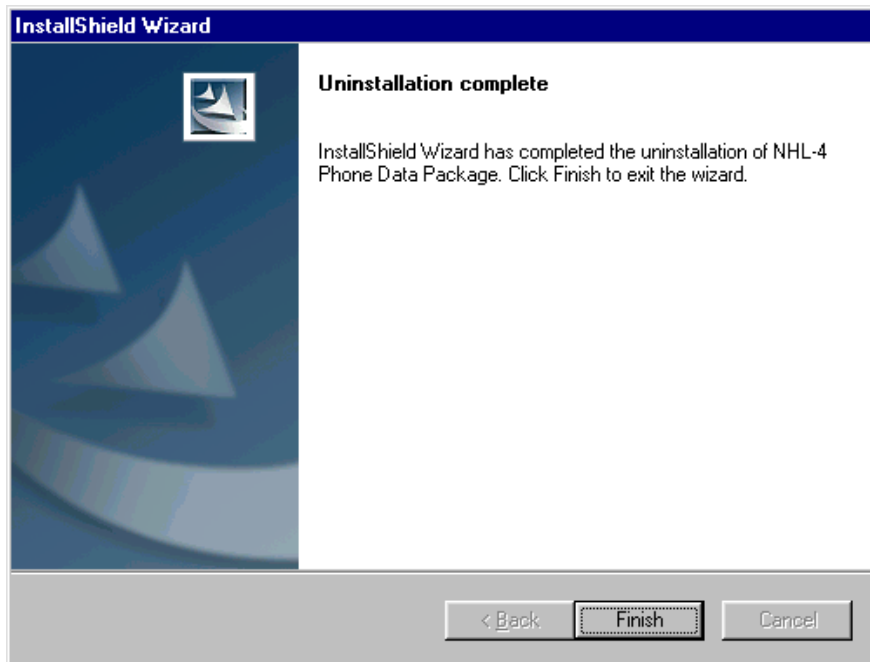 InstallShield Wizard
Uninstallation complete
InstallShield Wizard has completed the uninstallation of NHL-4
Phone Data Package. Click Finish to exit the wizard.
< Back
Finish
Cancel